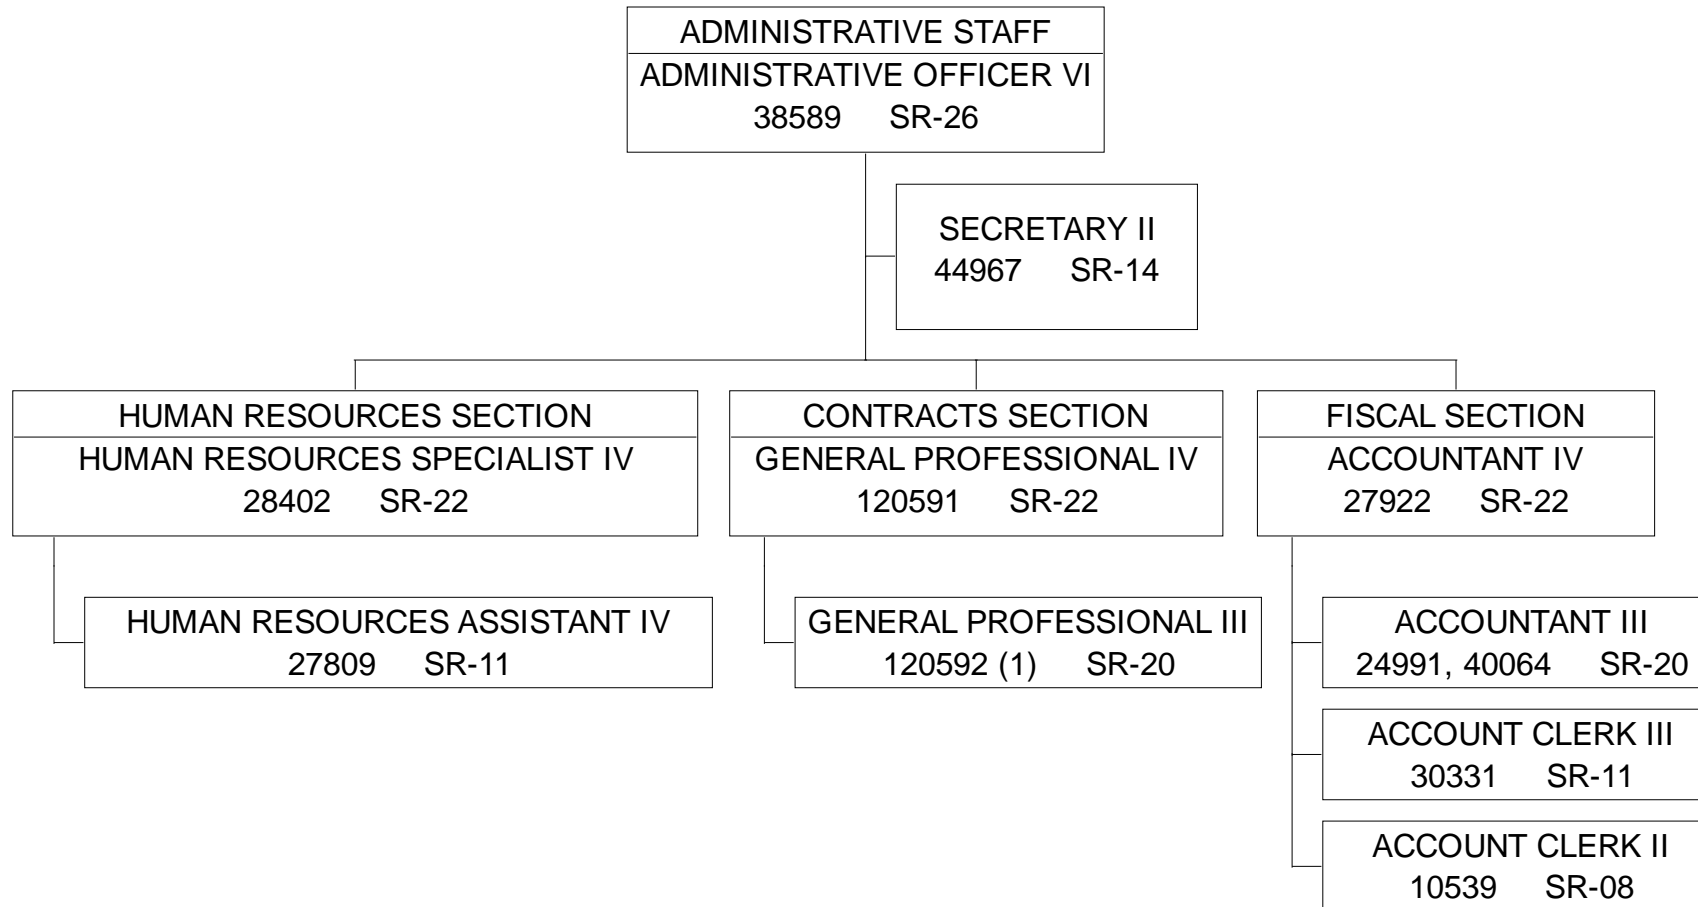 ADMINISTRATIVE STAFF
ADMINISTRATIVE OFFICER VI
38589 SR-26
SECRETARY II
44967 SR-14
HUMAN RESOURCES SECTION
HUMAN RESOURCES SPECIALIST IV
28402 SR-22
HUMAN RESOURCES ASSISTANT IV
27809 SR-11
CONTRACTS SECTION
GENERAL PROFESSIONAL IV
120591 SR-22
GENERAL PROFESSIONAL III
120592 (1) SR-20
FISCAL SECTION
ACCOUNTANT IV
27922 SR-22
ACCOUNTANT III
24991, 40064 SR-20
ACCOUNT CLERK III
30331 SR-11
ACCOUNT CLERK II
10539 SR-08